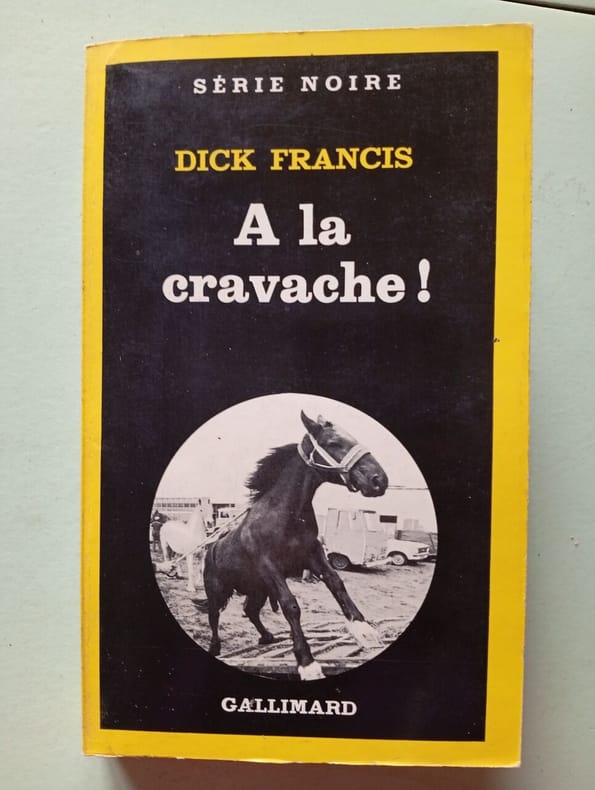 SÉRIE NOIRE
DICK FRANCIS
A la
cravache !
GALLIMARD